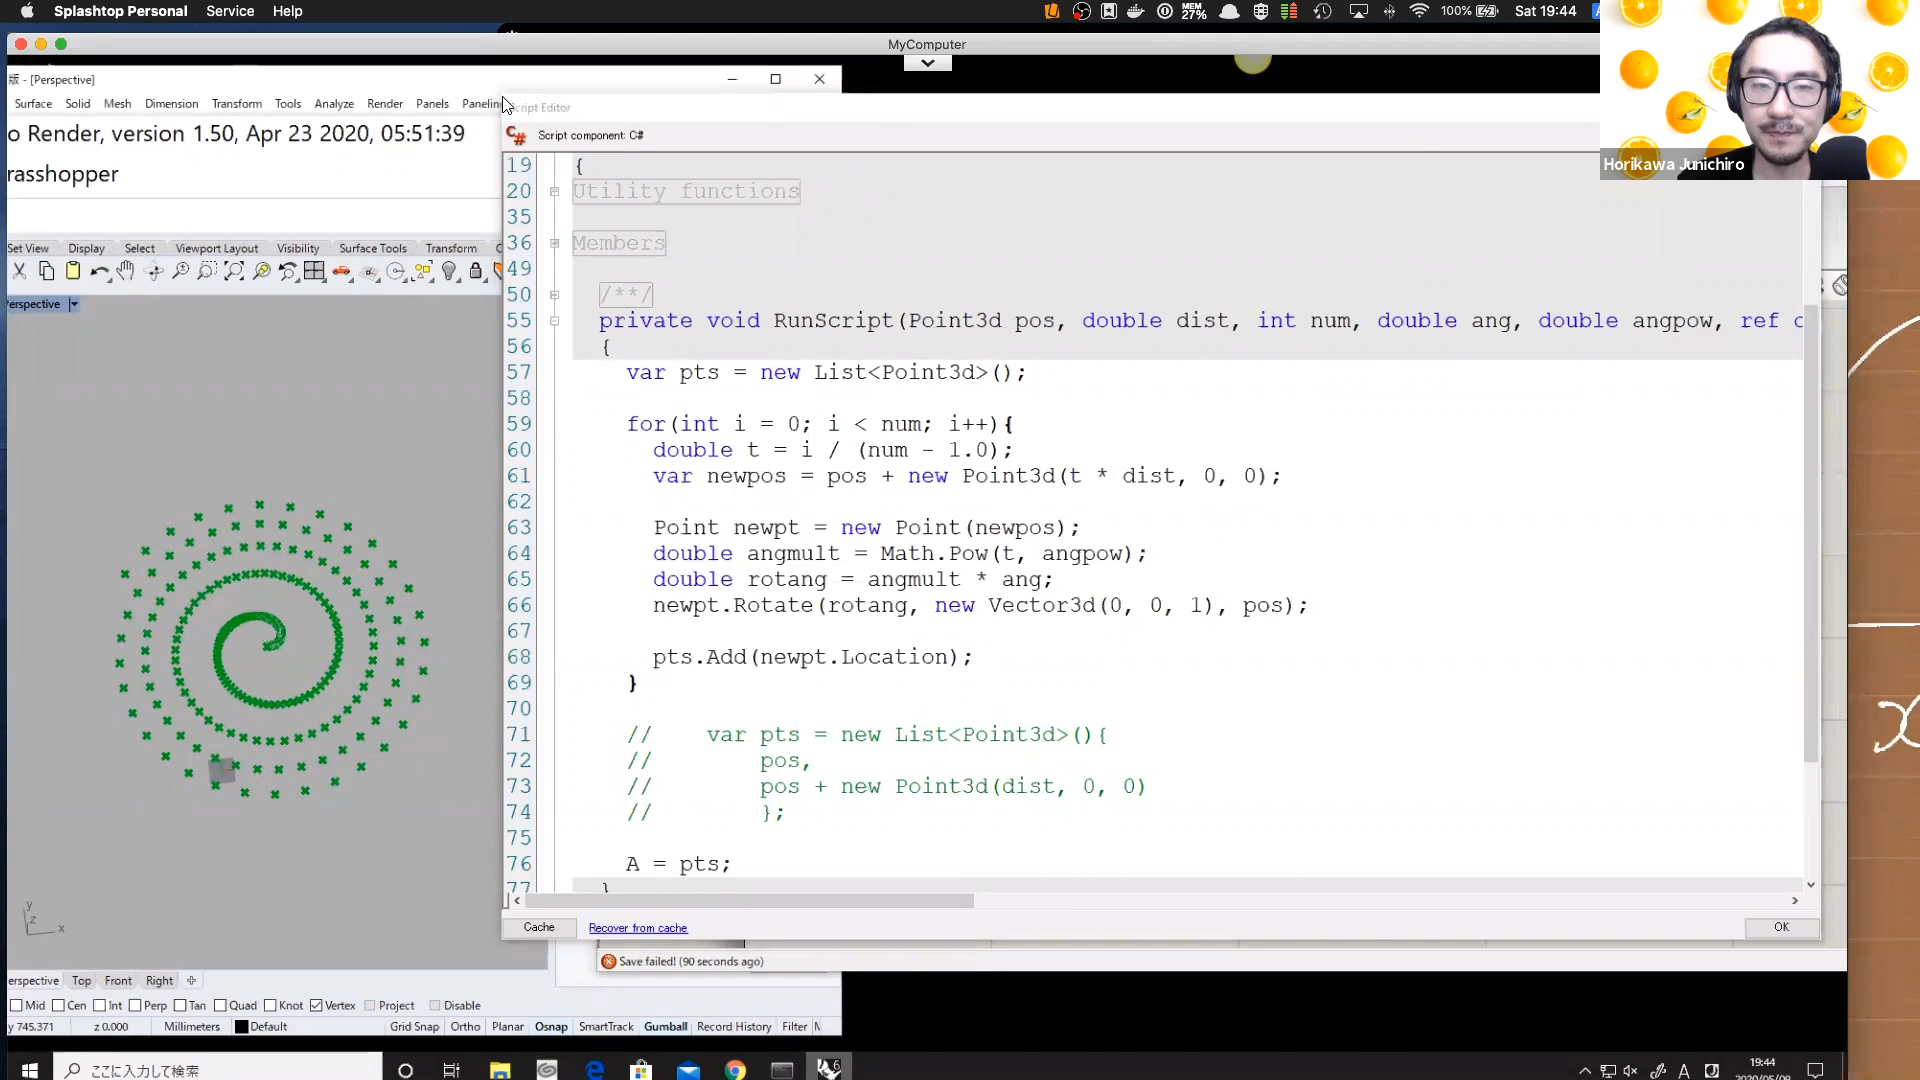 Splashtop Personal Service Help
MEM 27%
100% Sat 19:44
MyComputer
版 - [Perspective]
Surface Solid Mesh Dimension Transform Tools Analyze Render Panels
o Render, version 1.50, Apr 23 2020, 05:51:39
rasshopper
Set View Display Select Viewport Layout Visibility Surface Tools Transform
erspective
Script component: C#
19 {
20 Utility functions
35
36 Members
49
50 /**/
55 private void RunScript(Point3d pos, double dist, int num, double ang, double angpow, ref
56 {
57 var pts = new List<Point3d>();
58
59 for(int i = 0; i < num; i++){
60 double t = i / (num - 1.0);
61 var newpos = pos + new Point3d(t * dist, 0, 0);
62
63 Point newpt = new Point(newpos);
64 double angmult = Math.Pow(t, angpow);
65 double rotang = angmult * ang;
66 newpt.Rotate(rotang, new Vector3d(0, 0, 1), pos);
67
68 pts.Add(newpt.Location);
69 }
70
71 // var pts = new List<Point3d>(){
72 // pos,
73 // pos + new Point3d(dist, 0, 0)
74 // };
75
76 A = pts;
77 }
Cache Recover from cache OK
Save failed! (90 seconds ago)
y
z
x
erspective Top Front Right
Mid Cen Int Perp Tan Quad Knot Vertex Project Disable
y 745.371 z 0.000 Millimeters Default Grid Snap Ortho Planar Osnap SmartTrack Gumball Record History Filter
ここに入力して検索
A
19:44
Horikawa Junichiro
x